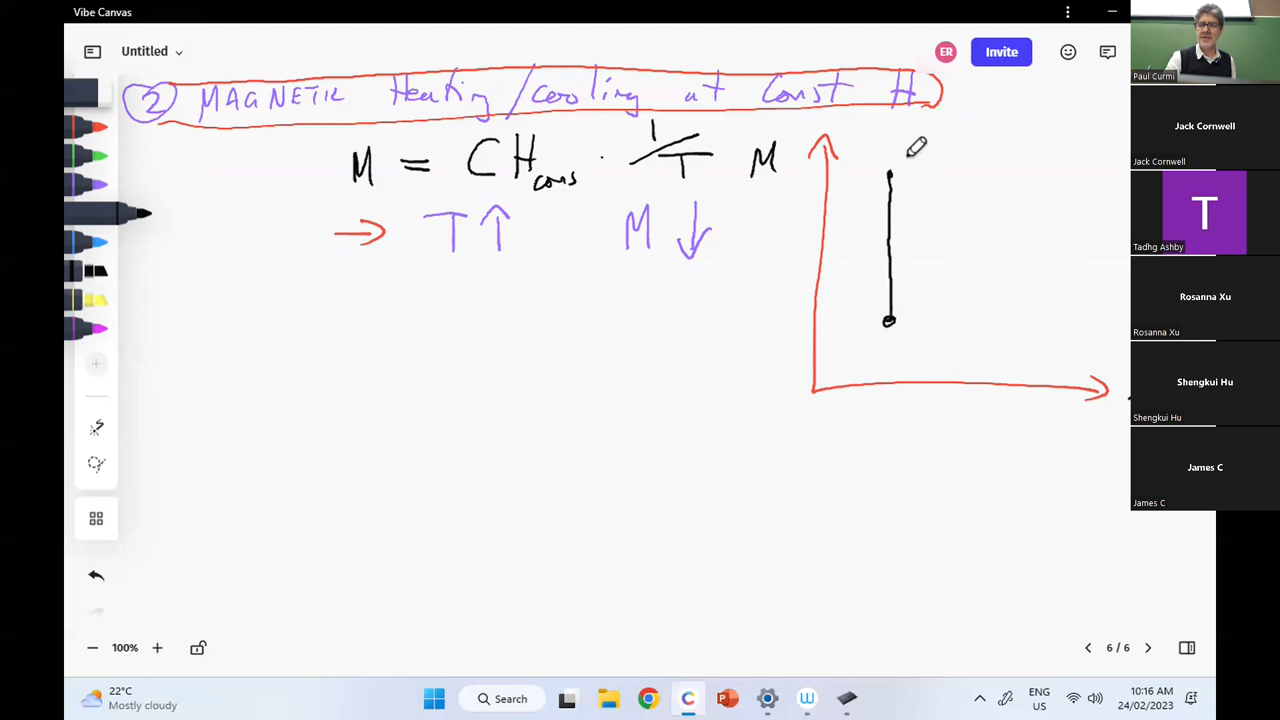 Vibe Canvas
Untitled
ER
Invite
② MAGNETIC Heating/cooling at Const H
M = CH cons · 1/T
M
→ T↑ M↓
Paul Curmi
Jack Cornwell
Jack Cornwell
T
Tadhg Ashby
Rosanna Xu
Rosanna Xu
Shengkui Hu
Shengkui Hu
James C
James C
100%
6 / 6
22°C
Mostly cloudy
Search
ENG
US
10:16 AM
24/02/2023